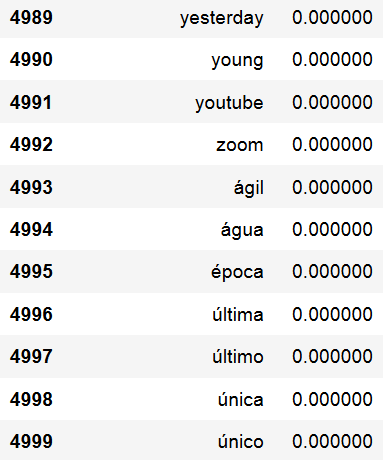 4989 yesterday 0.000000
4990 young 0.000000
4991 youtube 0.000000
4992 zoom 0.000000
4993 ágil 0.000000
4994 água 0.000000
4995 época 0.000000
4996 última 0.000000
4997 último 0.000000
4998 única 0.000000
4999 único 0.000000